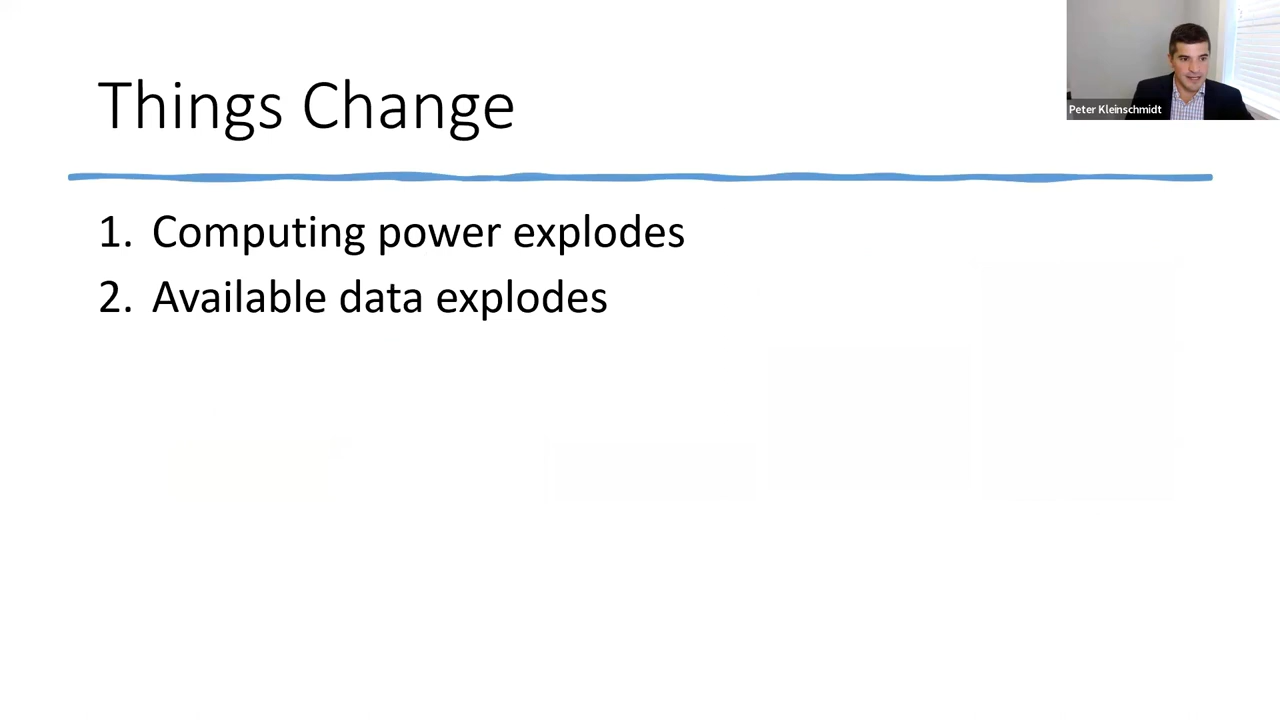 Things Change
Peter Kleinschmidt
1. Computing power explodes
2. Available data explodes